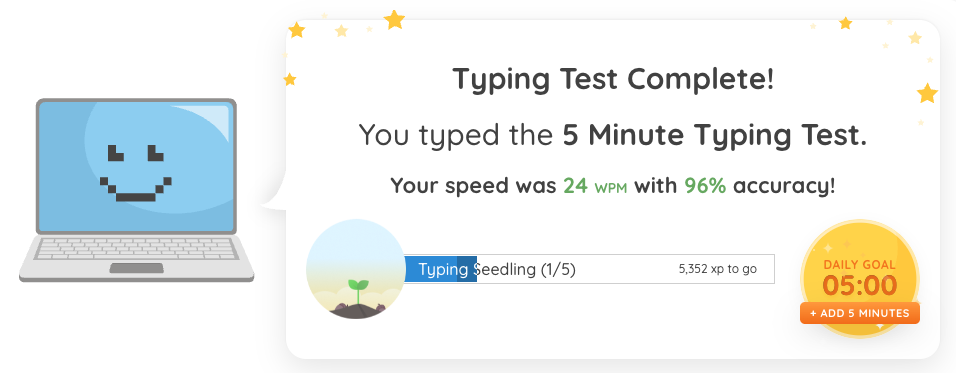 Typing Test Complete!
You typed the 5 Minute Typing Test.
Your speed was 24 WPM with 96% accuracy!
Typing Seedling (1/5)
5,352 xp to go
DAILY GOAL
05:00
+ ADD 5 MINUTES